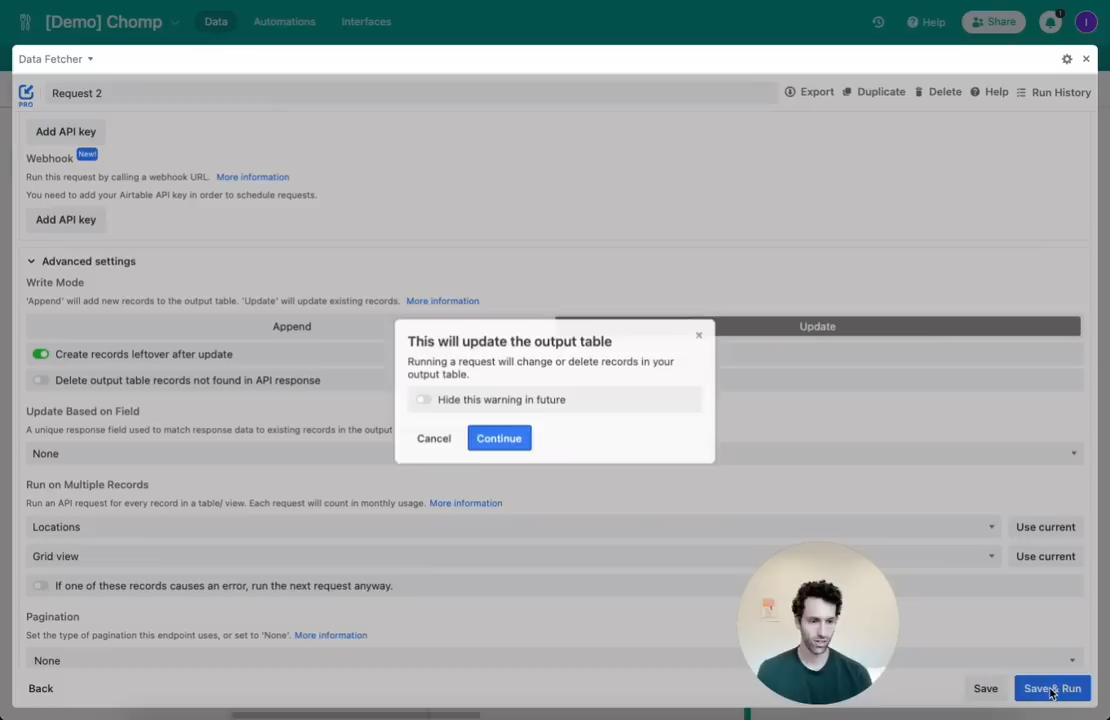 [Demo] Chomp
Data
Automations
Interfaces
Help
Share
1
I
Data Fetcher
PRO
Request 2
Export
Duplicate
Delete
Help
Run History
Add API key
Webhook New!
Run this request by calling a webhook URL. More information
You need to add your Airtable API key in order to schedule requests.
Add API key
Advanced settings
Write Mode
'Append' will add new records to the output table. 'Update' will update existing records. More information
Append
Update
Create records leftover after update
Delete output table records not found in API response
This will update the output table
Running a request will change or delete records in your
output table.
Hide this warning in future
Cancel
Continue
Update Based on Field
A unique response field used to match response data to existing records in the output
None
Run on Multiple Records
Run an API request for every record in a table/ view. Each request will count in monthly usage. More information
Locations
Use current
Grid view
Use current
If one of these records causes an error, run the next request anyway.
Pagination
Set the type of pagination this endpoint uses, or set to 'None'. More information
None
Back
Save
Save & Run